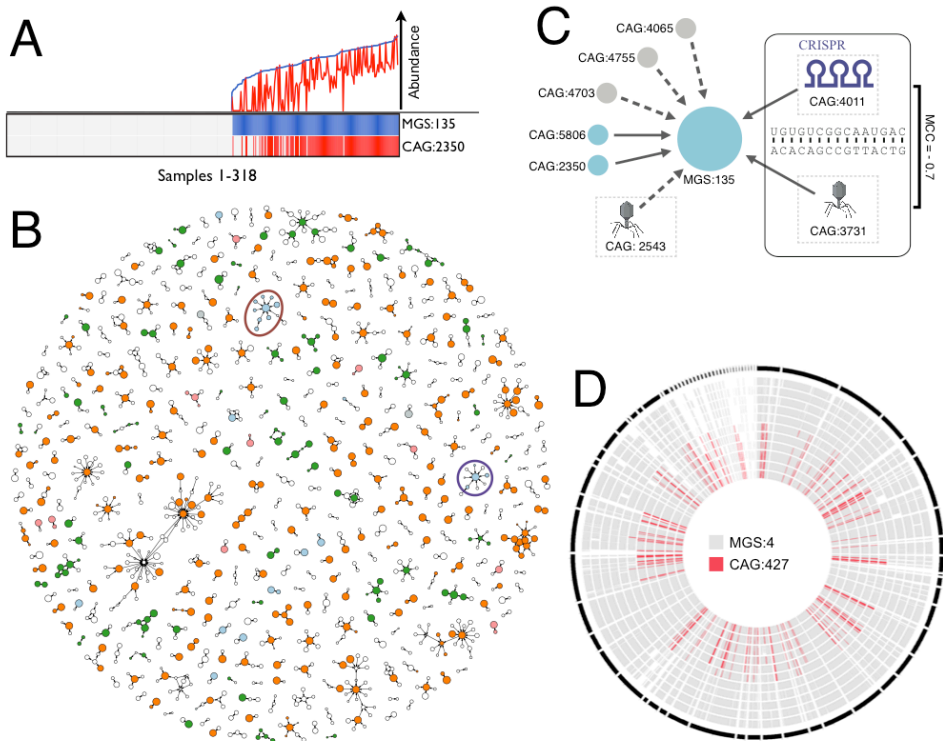 A
Abundance
MGS:135
CAG:2350
Samples 1-318
B
C
CAG:4065
CAG:4755
CAG:4703
CAG:5806
CAG:2350
MGS:135
CAG: 2543
CRISPR
CAG:4011
UGUGUCGGCAAUGAC
ACACAGCCGTTACTG
CAG:3731
MCC = - 0.7
D
MGS:4
CAG:427